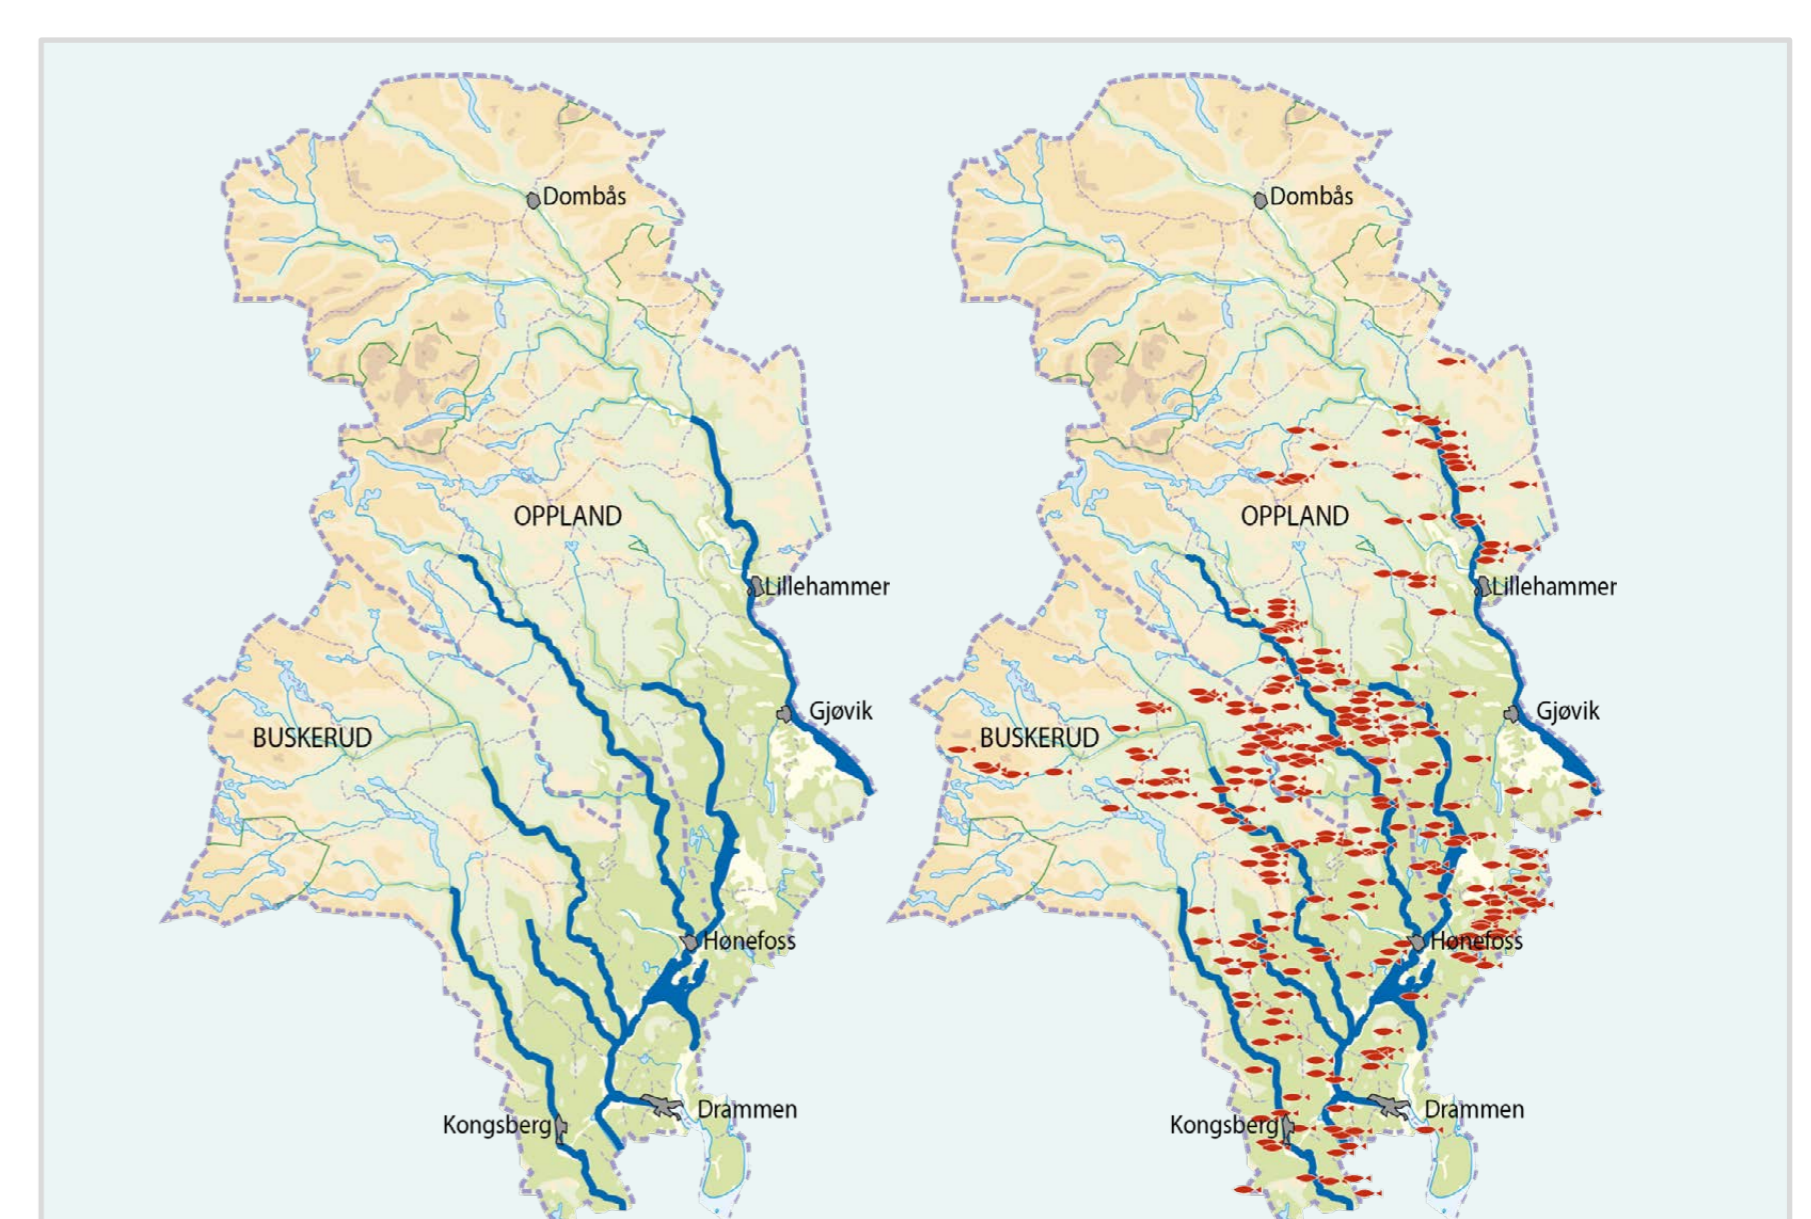 Dombås
OPPLAND
Lillehammer
Gjøvik
BUSKERUD
Hønefoss
Drammen
Kongsberg
Dombås
OPPLAND
Lillehammer
Gjøvik
BUSKERUD
Hønefoss
Drammen
Kongsberg